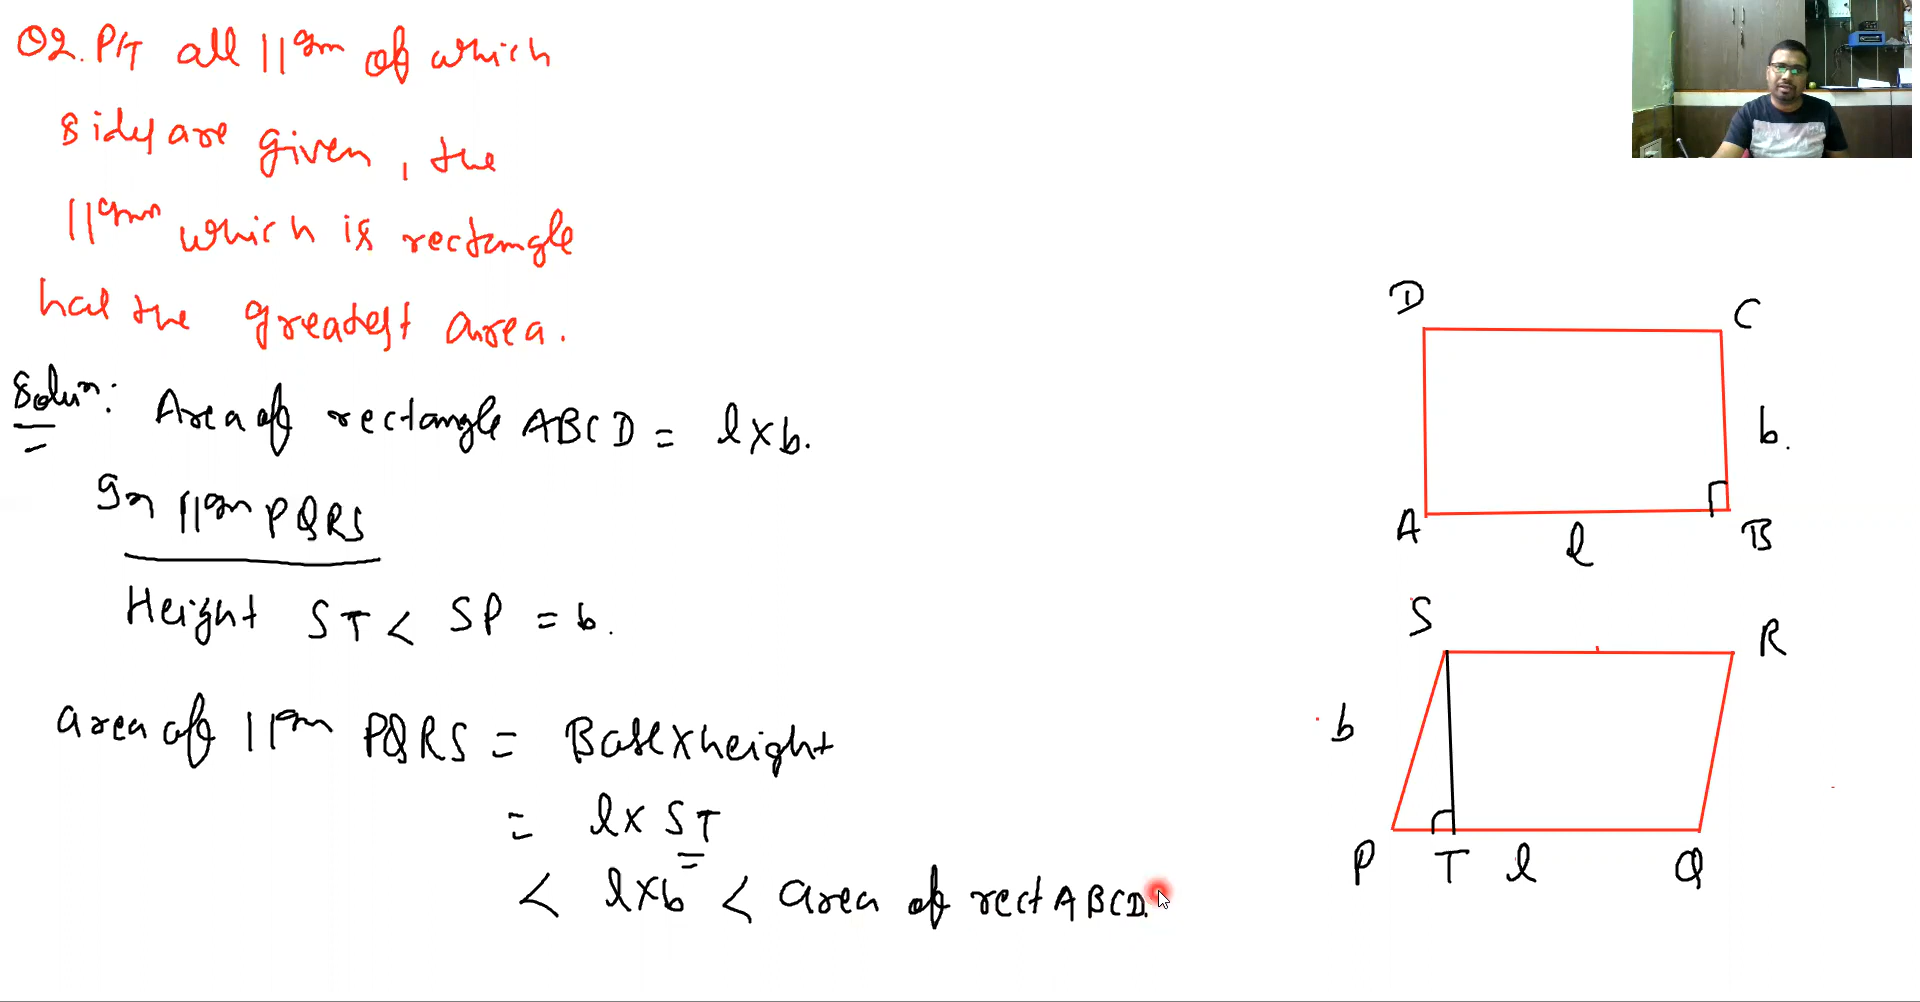 Q2. P/T all ||gm of which
sides are given, the
||gm which is rectangle
has the greatest area.
Solun: Area of rectangle ABCD = l×b.
In ||gm PQRS
Height ST < SP = b.
area of ||gm PQRS = Base×height
= l×ST
< l×b < area of rect ABCD.
D
C
b.
A
l
B
S
R
b
P
T
l
Q